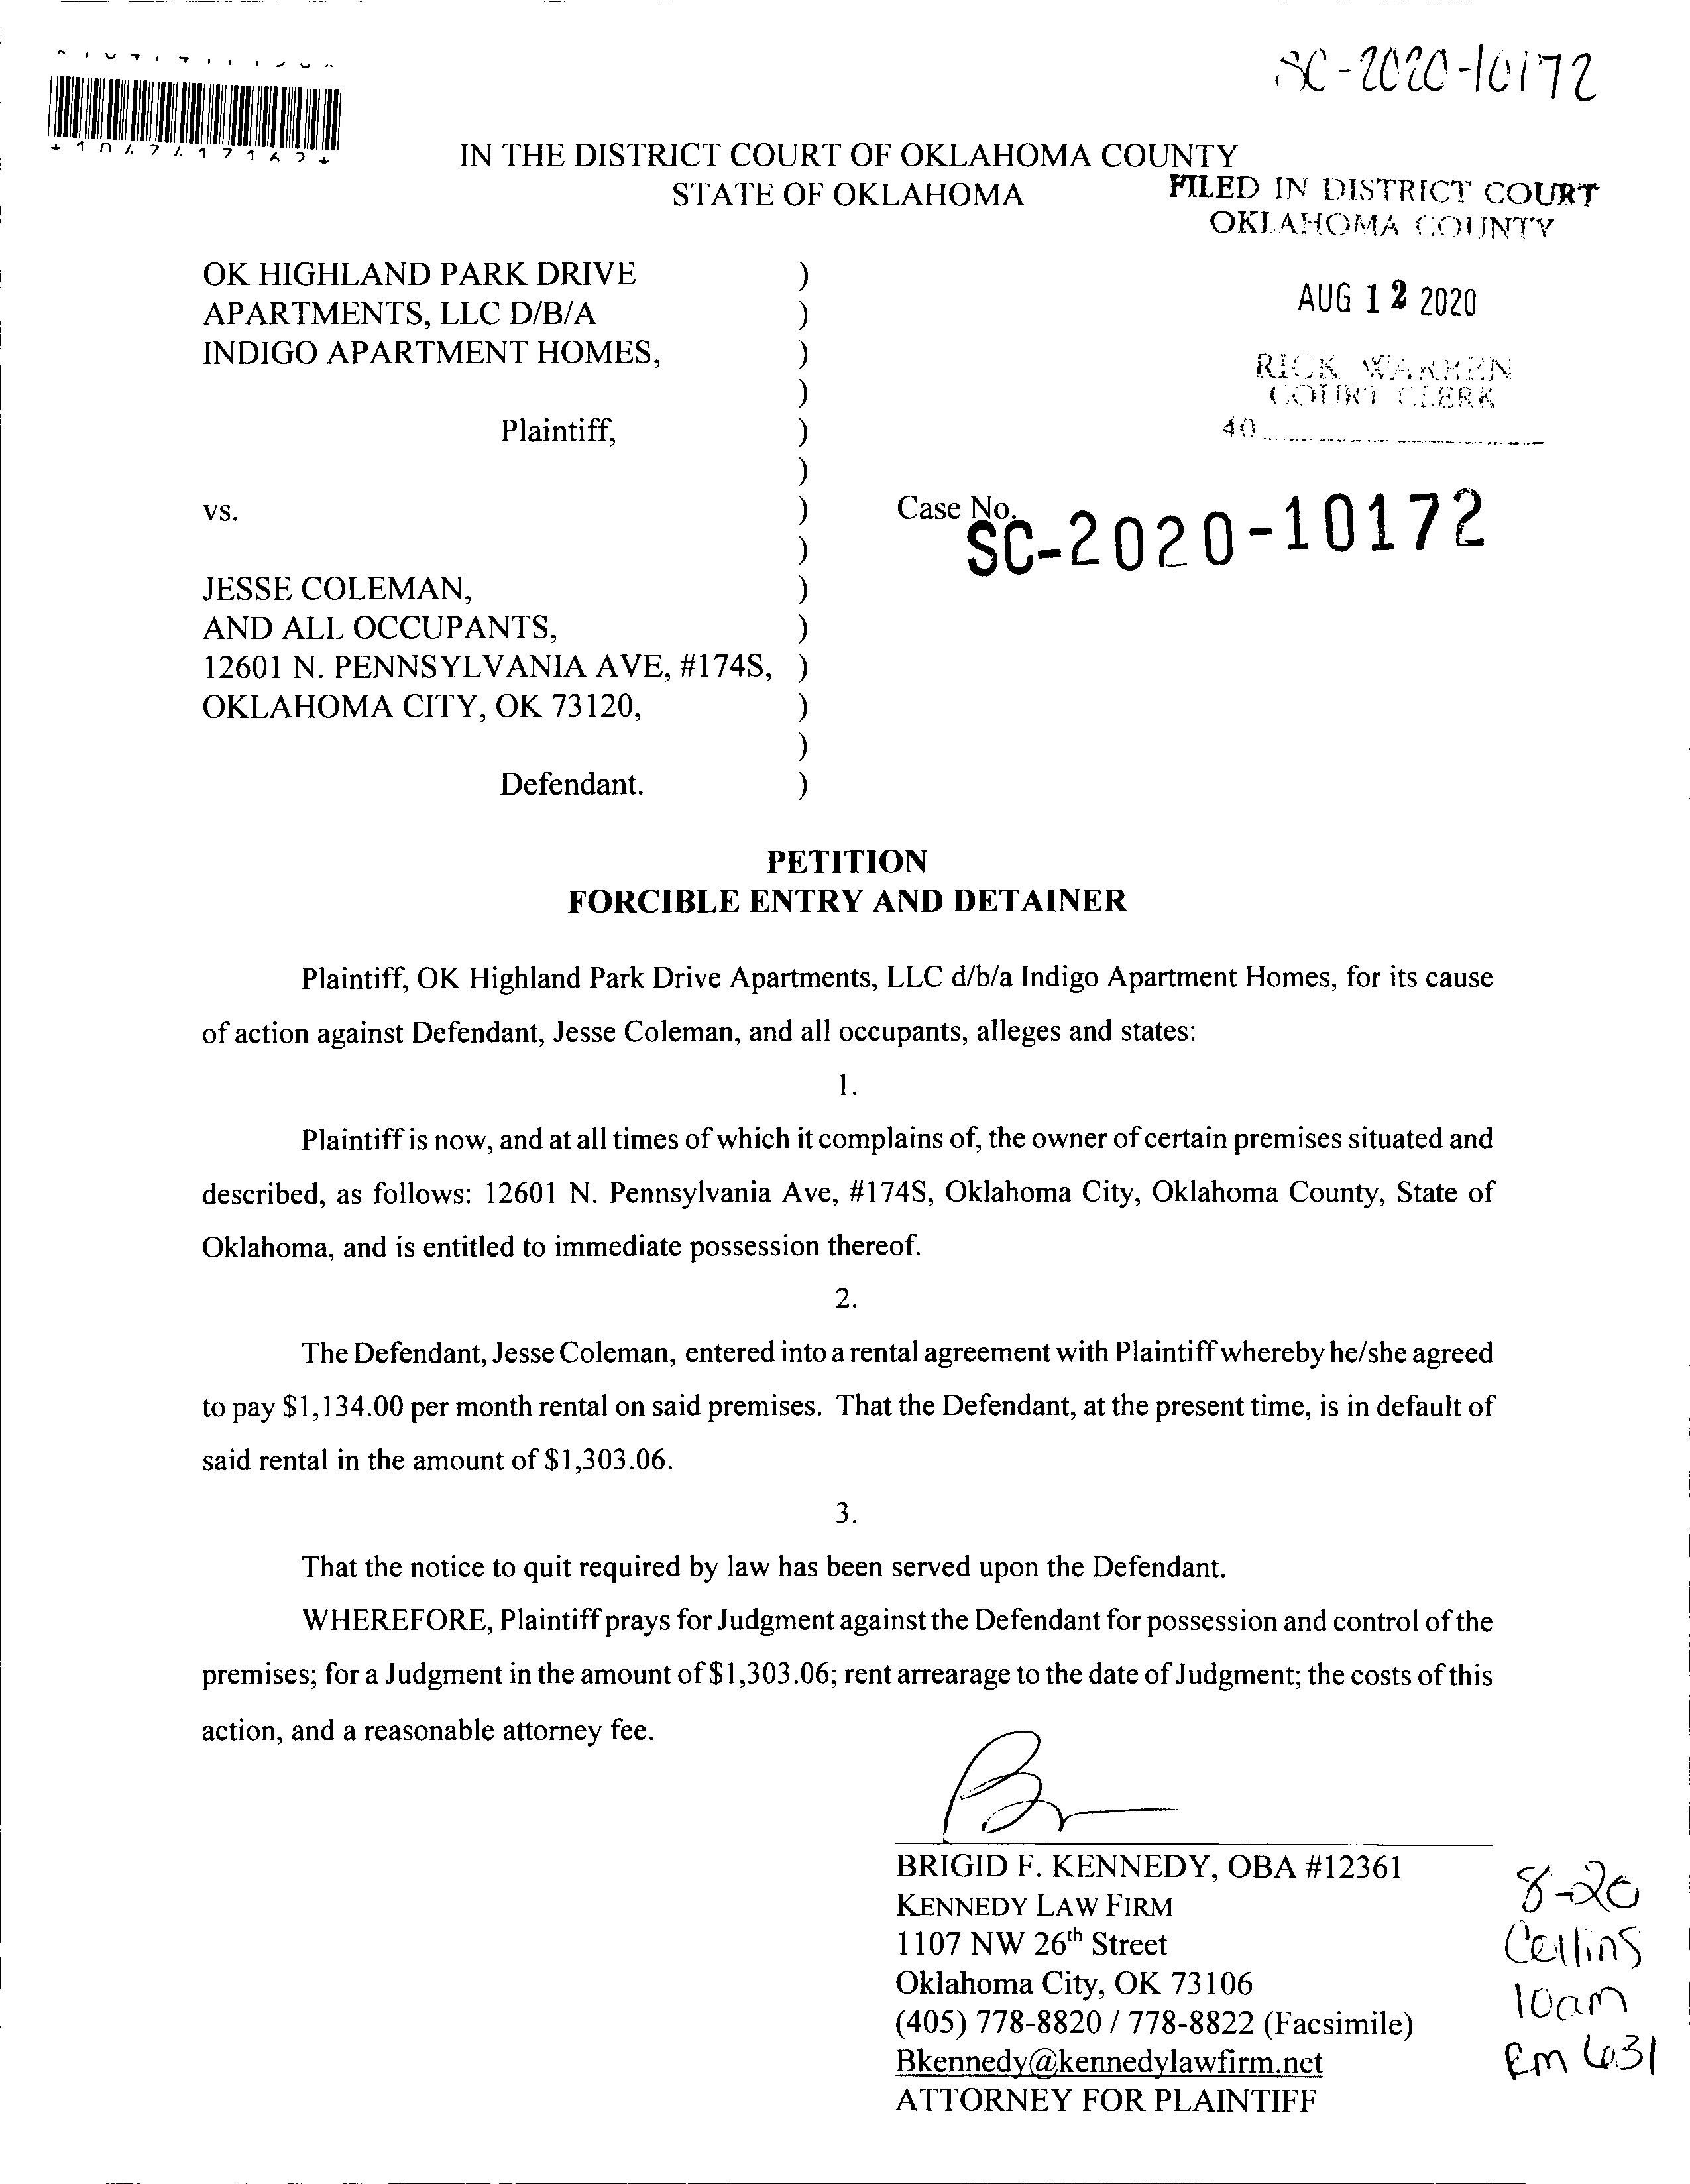 SC-2020-10172
IN THE DISTRICT COURT OF OKLAHOMA COUNTY
STATE OF OKLAHOMA
FILED IN DISTRICT COURT
OKLAHOMA COUNTY
AUG 12 2020
RICK WARREN
COURT CLERK
40
OK HIGHLAND PARK DRIVE )
APARTMENTS, LLC D/B/A )
INDIGO APARTMENT HOMES, )
)
Plaintiff, )
)
vs. ) Case No. SC-2020-10172
)
JESSE COLEMAN, )
AND ALL OCCUPANTS, )
12601 N. PENNSYLVANIA AVE, #174S, )
OKLAHOMA CITY, OK 73120, )
)
Defendant. )
PETITION
FORCIBLE ENTRY AND DETAINER
Plaintiff, OK Highland Park Drive Apartments, LLC d/b/a Indigo Apartment Homes, for its cause
of action against Defendant, Jesse Coleman, and all occupants, alleges and states:
1.
Plaintiff is now, and at all times of which it complains of, the owner of certain premises situated and
described, as follows: 12601 N. Pennsylvania Ave, #174S, Oklahoma City, Oklahoma County, State of
Oklahoma, and is entitled to immediate possession thereof.
2.
The Defendant, Jesse Coleman, entered into a rental agreement with Plaintiff whereby he/she agreed
to pay $1,134.00 per month rental on said premises. That the Defendant, at the present time, is in default of
said rental in the amount of $1,303.06.
3.
That the notice to quit required by law has been served upon the Defendant.
WHEREFORE, Plaintiff prays for Judgment against the Defendant for possession and control of the
premises; for a Judgment in the amount of $1,303.06; rent arrearage to the date of Judgment; the costs of this
action, and a reasonable attorney fee.
BRIGID F. KENNEDY, OBA #12361
KENNEDY LAW FIRM
1107 NW 26th Street
Oklahoma City, OK 73106
(405) 778-8820 / 778-8822 (Facsimile)
Bkennedy@kennedylawfirm.net
ATTORNEY FOR PLAINTIFF
8-20
Collins
10am
Rm 631